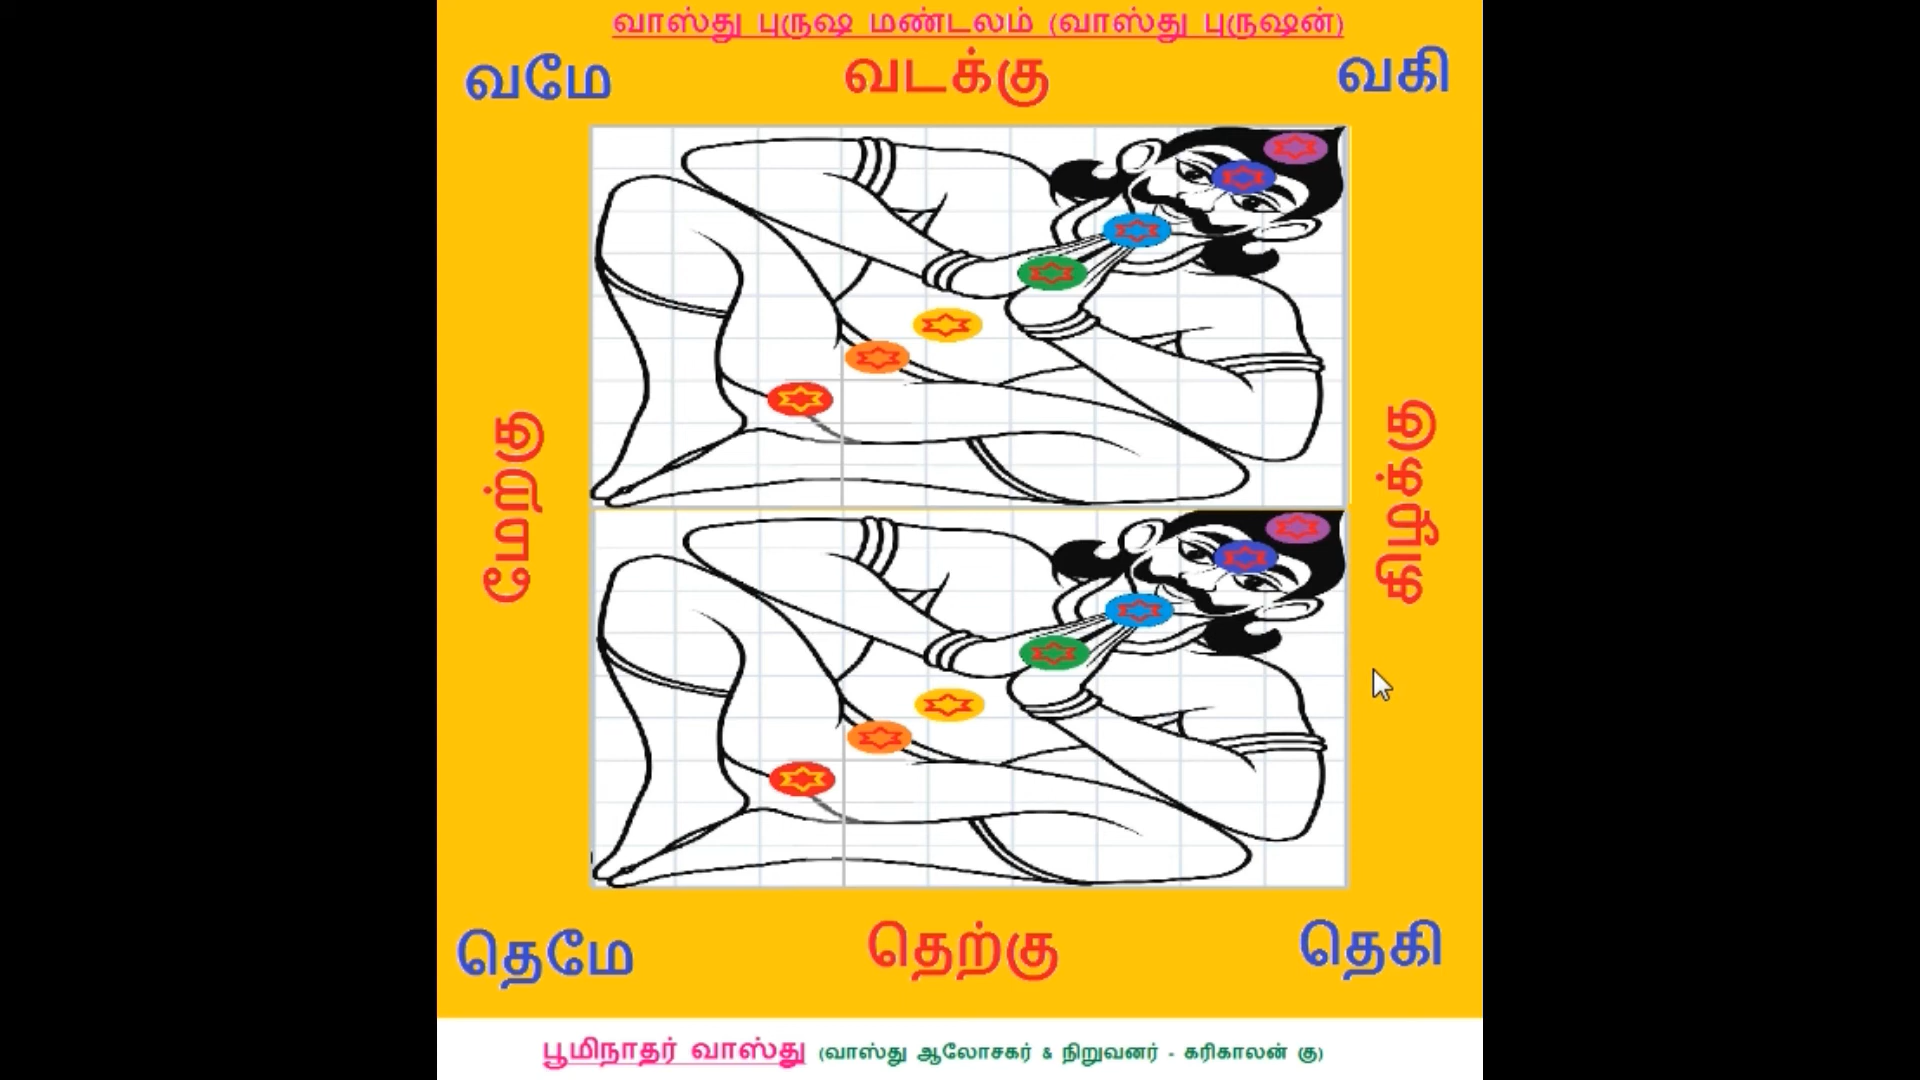 வாஸ்து புருஷ மண்டலம் (வாஸ்து புருஷன்)
வமே வடக்கு வகி
மேற்கு
கிழக்கு
தெமே தெற்கு தெகி
பூமிநாதர் வாஸ்து (வாஸ்து ஆலோசகர் & நிறுவனர் - கரிகாலன் கு)